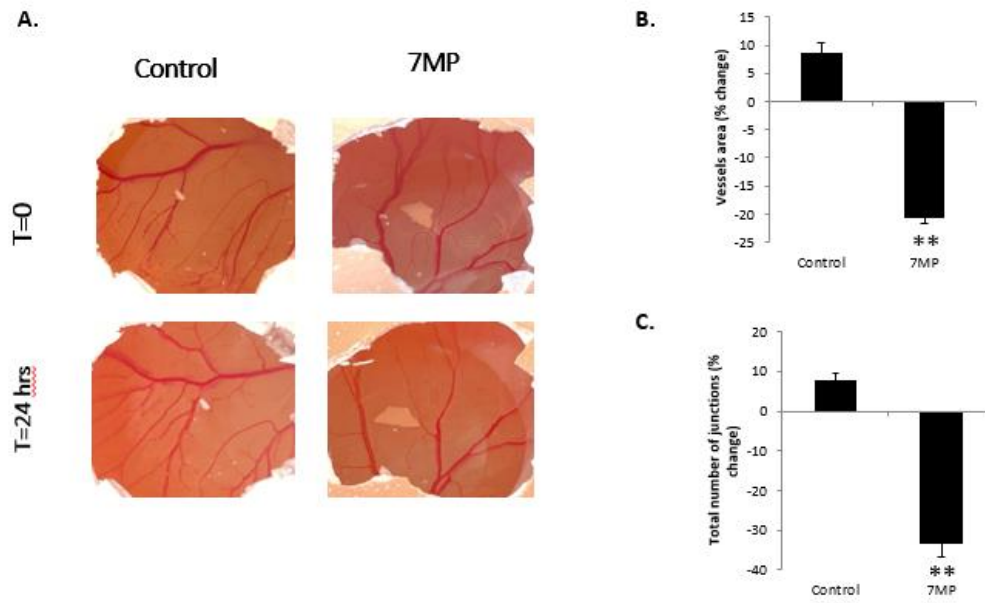 A.
Control
7MP
T=0
T=24 hrs
B.
Vessels area (% change)
15
10
5
0
-5
-10
-15
-20
-25
**
Control
7MP
C.
Total number of junctions (%
change)
20
10
0
-10
-20
-30
-40
**
Control
7MP